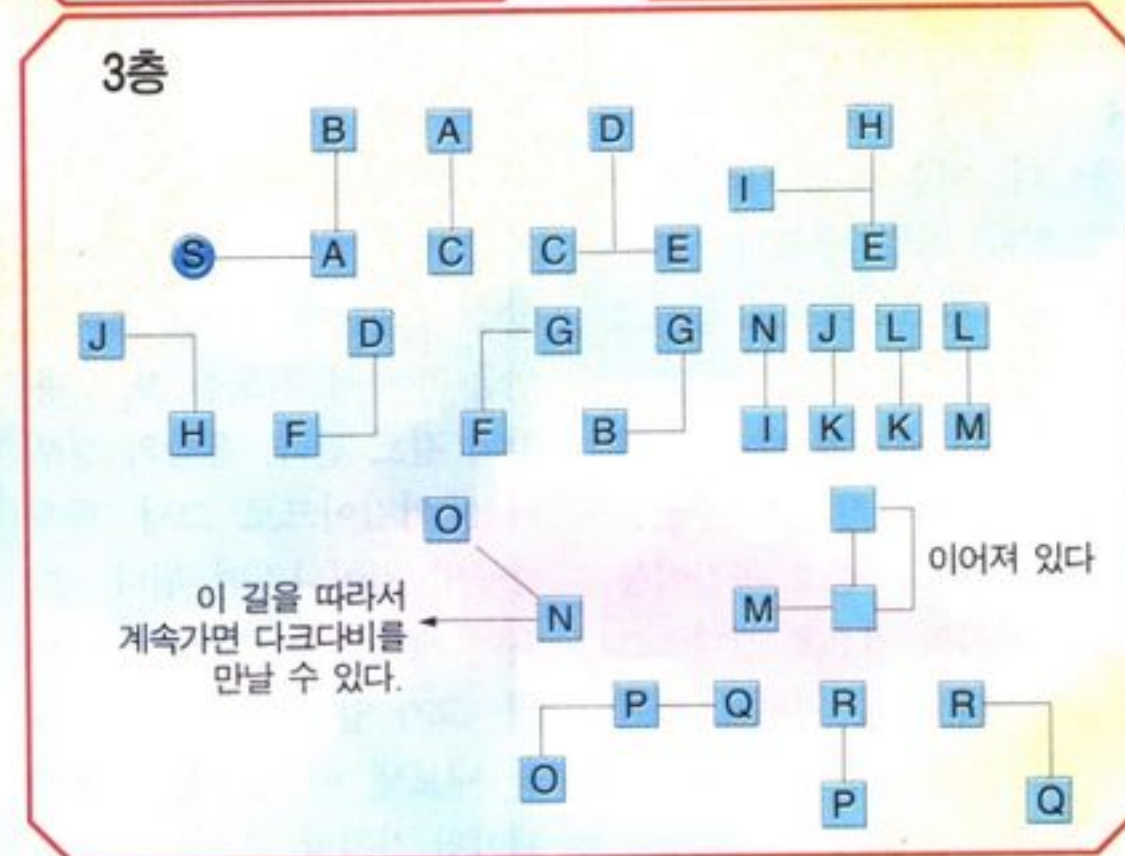 3층
B A D H
I
S A C C E E
J D G G N J L L
H F F B I K K M
O
이어져 있다
이 길을 따라서
계속가면 다크다비를
만날 수 있다.
N M
P Q R R
O P Q